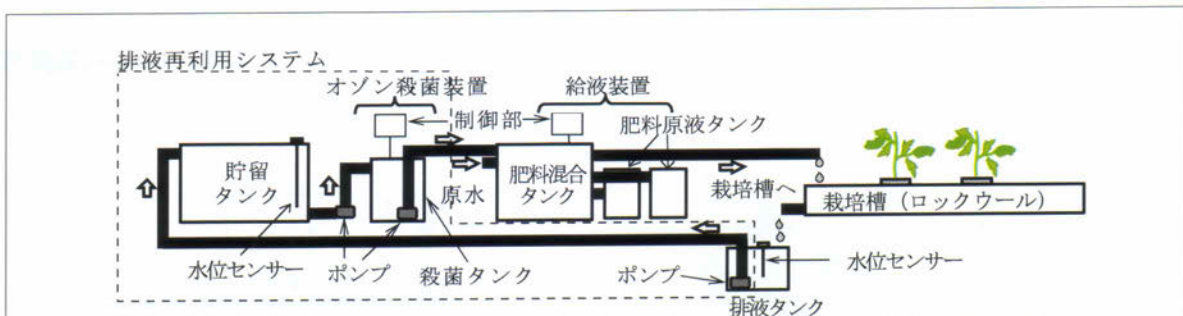 排液再利用システム
オゾン殺菌装置
給液装置
制御部
肥料原液タンク
貯留
タンク
原水
肥料混合
タンク
栽培槽へ
栽培槽（ロックウール）
水位センサー
ポンプ
殺菌タンク
ポンプ
水位センサー
排液タンク